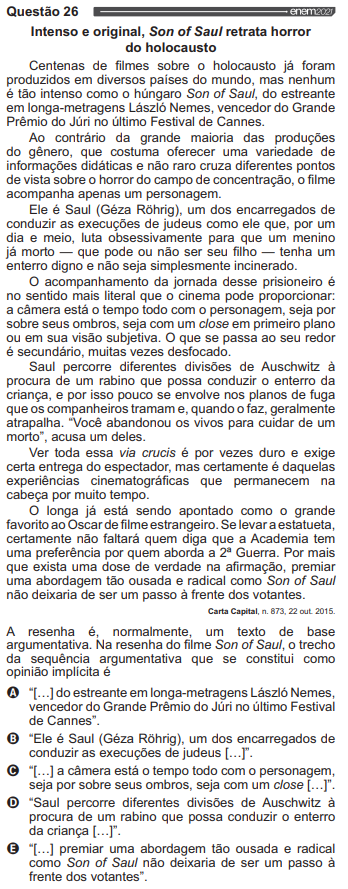 Questão 26 enem2021
Intenso e original, Son of Saul retrata horror
do holocausto
Centenas de filmes sobre o holocausto já foram
produzidos em diversos países do mundo, mas nenhum
é tão intenso como o húngaro Son of Saul, do estreante
em longa-metragens László Nemes, vencedor do Grande
Prêmio do Júri no último Festival de Cannes.
Ao contrário da grande maioria das produções
do gênero, que costuma oferecer uma variedade de
informações didáticas e não raro cruza diferentes pontos
de vista sobre o horror do campo de concentração, o filme
acompanha apenas um personagem.
Ele é Saul (Géza Röhrig), um dos encarregados de
conduzir as execuções de judeus como ele que, por um
dia e meio, luta obsessivamente para que um menino
já morto — que pode ou não ser seu filho — tenha um
enterro digno e não seja simplesmente incinerado.
O acompanhamento da jornada desse prisioneiro é
no sentido mais literal que o cinema pode proporcionar:
a câmera está o tempo todo com o personagem, seja por
sobre seus ombros, seja com um close em primeiro plano
ou em sua visão subjetiva. O que se passa ao seu redor
é secundário, muitas vezes desfocado.
Saul percorre diferentes divisões de Auschwitz à
procura de um rabino que possa conduzir o enterro da
criança, e por isso pouco se envolve nos planos de fuga
que os companheiros tramam e, quando o faz, geralmente
atrapalha. “Você abandonou os vivos para cuidar de um
morto”, acusa um deles.
Ver toda essa via crucis é por vezes duro e exige
certa entrega do espectador, mas certamente é daquelas
experiências cinematográficas que permanecem na
cabeça por muito tempo.
O longa já está sendo apontado como o grande
favorito ao Oscar de filme estrangeiro. Se levar a estatueta,
certamente não faltará quem diga que a Academia tem
uma preferência por quem aborda a 2ª Guerra. Por mais
que exista uma dose de verdade na afirmação, premiar
uma abordagem tão ousada e radical como Son of Saul
não deixaria de ser um passo à frente dos votantes.
Carta Capital, n. 873, 22 out. 2015.
A resenha é, normalmente, um texto de base
argumentativa. Na resenha do filme Son of Saul, o trecho
da sequência argumentativa que se constitui como
opinião implícita é
A “[…] do estreante em longa-metragens László Nemes,
vencedor do Grande Prêmio do Júri no último Festival
de Cannes”.
B “Ele é Saul (Géza Röhrig), um dos encarregados de
conduzir as execuções de judeus […]”.
C “[…] a câmera está o tempo todo com o personagem,
seja por sobre seus ombros, seja com um close […]”.
D “Saul percorre diferentes divisões de Auschwitz à
procura de um rabino que possa conduzir o enterro
da criança […]”.
E “[…] premiar uma abordagem tão ousada e radical
como Son of Saul não deixaria de ser um passo à
frente dos votantes”.